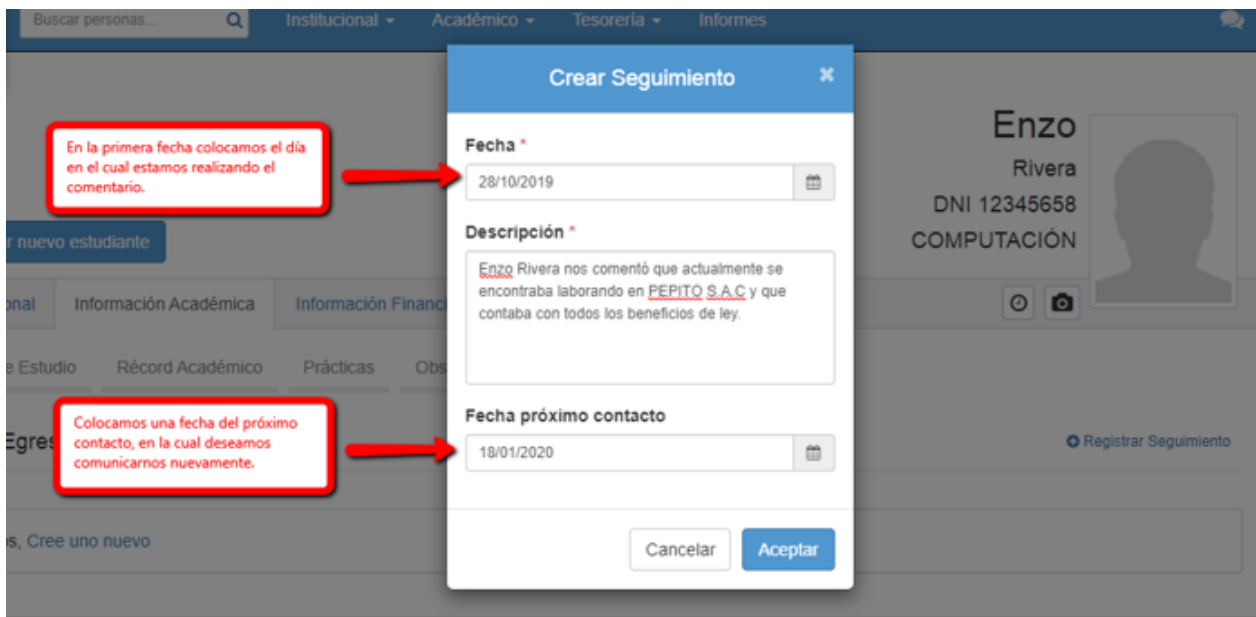 Buscar personas...
Institucional
Académico
Tesorería
Informes
Crear Seguimiento
En la primera fecha colocamos el día
en el cual estamos realizando el
comentario.
Fecha *
28/10/2019
Enzo
Rivera
DNI 12345658
COMPUTACIÓN
nuevo estudiante
Descripción *
Enzo Rivera nos comentó que actualmente se
encontraba laborando en PEPITO S.A.C y que
contaba con todos los beneficios de ley.
Información Académica
Información Financi
e Estudio
Récord Académico
Prácticas
Obs
Colocamos una fecha del próximo
contacto, en la cual deseamos
comunicarnos nuevamente.
Fecha próximo contacto
18/01/2020
Egres
Registrar Seguimiento
os, Cree uno nuevo
Cancelar
Aceptar